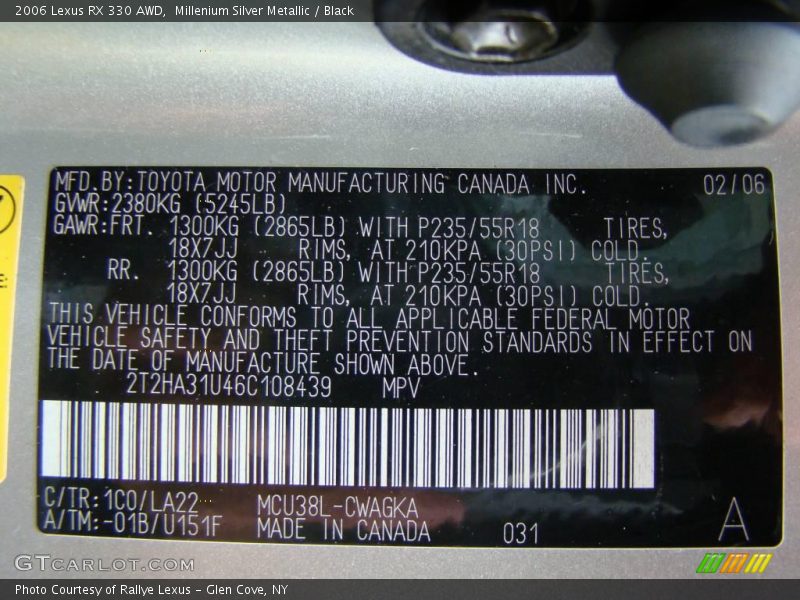 2006 Lexus RX 330 AWD,  Millenium Silver Metallic / Black
MFD.BY:TOYOTA MOTOR MANUFACTURING CANADA INC. 02/06
GVWR:2380KG (5245LB)
GAWR:FRT. 1300KG (2865LB) WITH P235/55R18 TIRES,
18X7JJ RIMS, AT 210KPA (30PSI) COLD.
RR. 1300KG (2865LB) WITH P235/55R18 TIRES,
18X7JJ RIMS, AT 210KPA (30PSI) COLD.
THIS VEHICLE CONFORMS TO ALL APPLICABLE FEDERAL MOTOR
VEHICLE SAFETY AND THEFT PREVENTION STANDARDS IN EFFECT ON
THE DATE OF MANUFACTURE SHOWN ABOVE.
2T2HA31U46C108439 MPV
C/TR:1C0/LA22 MCU38L-CWAGKA
A/TM:-01B/U151F MADE IN CANADA 031 A
GTCARLOT.COM
Photo Courtesy of Rallye Lexus - Glen Cove, NY